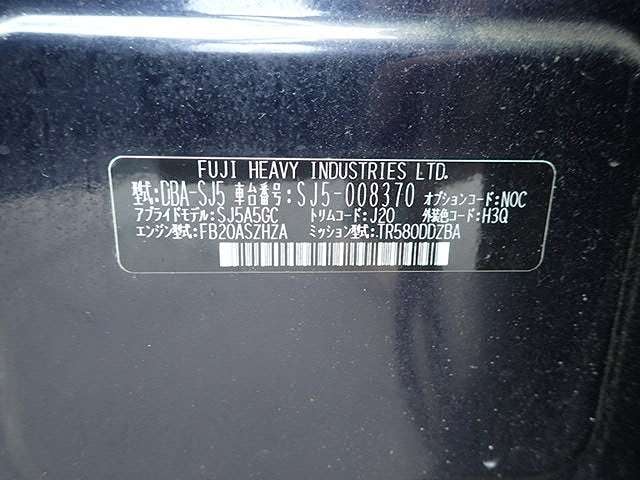 FUJI HEAVY INDUSTRIES LTD.
型式:DBA-SJ5 車台番号:SJ5-008370 オプションコード:NOC
アプライドモデル:SJ5A5GC トリムコード:J20 外装色コード:H3Q
エンジン型式:FB20ASZHZA ミッション型式:TR580DDZBA